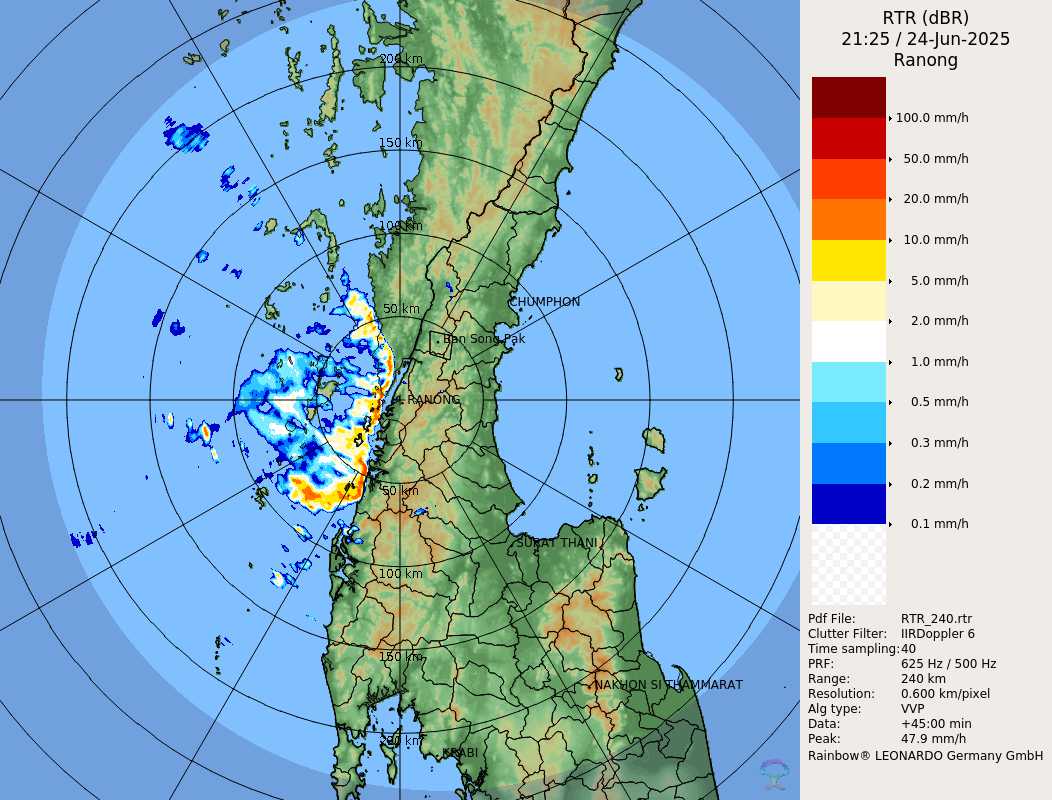 RTR (dBR)
21:25 / 24-Jun-2025
Ranong
100.0 mm/h
50.0 mm/h
20.0 mm/h
10.0 mm/h
5.0 mm/h
2.0 mm/h
1.0 mm/h
0.5 mm/h
0.3 mm/h
0.2 mm/h
0.1 mm/h
Pdf File: RTR_240.rtr
Clutter Filter: IIRDoppler 6
Time sampling: 40
PRF: 625 Hz / 500 Hz
Range: 240 km
Resolution: 0.600 km/pixel
Alg type: VVP
Data: +45:00 min
Peak: 47.9 mm/h
Rainbow® LEONARDO Germany GmbH
200 km
150 km
100 km
50 km
CHUMPHON
Ban Song Pak
RANONG
50 km
SURAT THANI
100 km
150 km
NAKHON SI THAMMARAT
200 km
KRABI